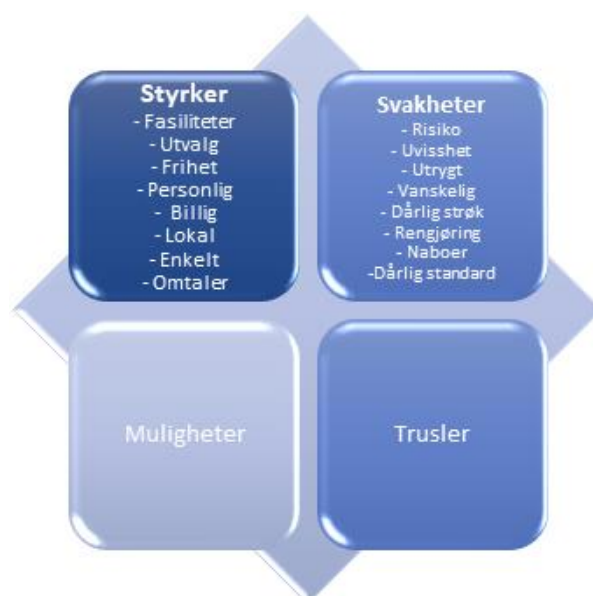 Styrker
- Fasiliteter
- Utvalg
- Frihet
- Personlig
- Billig
- Lokal
- Enkelt
- Omtaler
Svakheter
- Risiko
- Uvisshet
- Utrygt
- Vanskelig
- Dårlig strøk
- Rengjøring
- Naboer
-Dårlig standard
Muligheter
Trusler